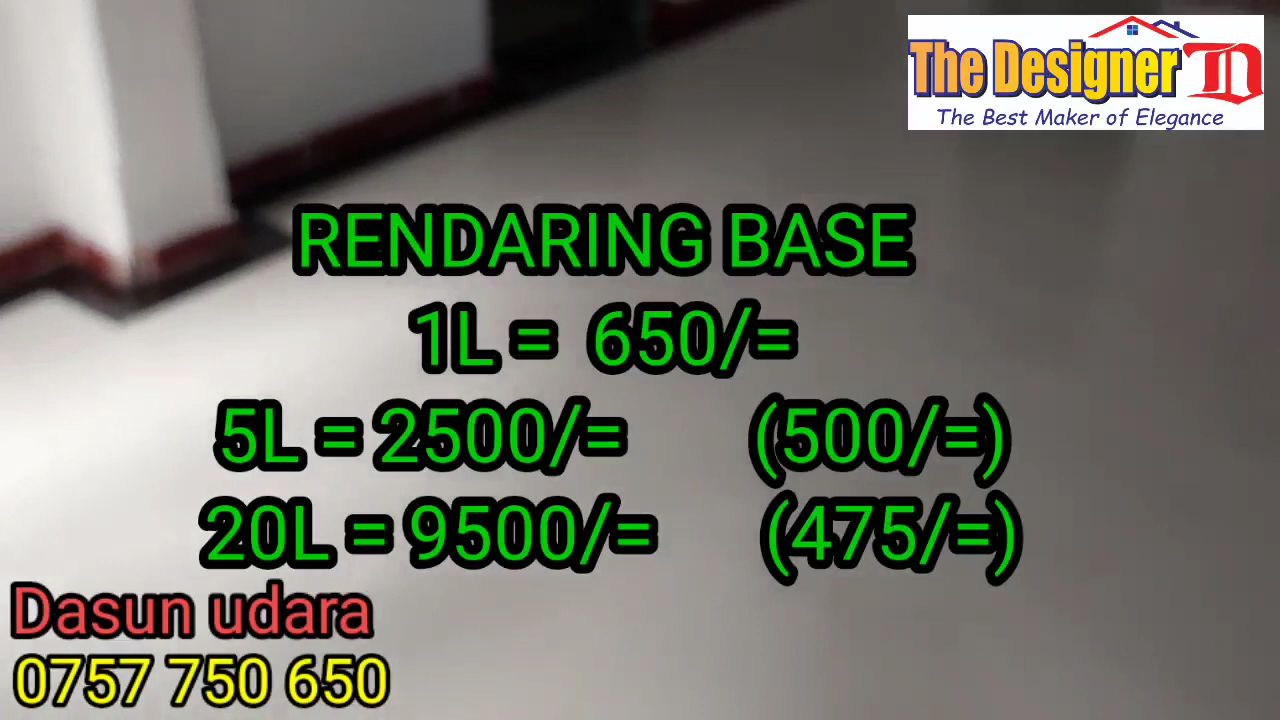 The Designer TD
The Best Maker of Elegance
RENDARING BASE
1L = 650/=
5L = 2500/= (500/=)
20L = 9500/= (475/=)
Dasun udara
0757 750 650